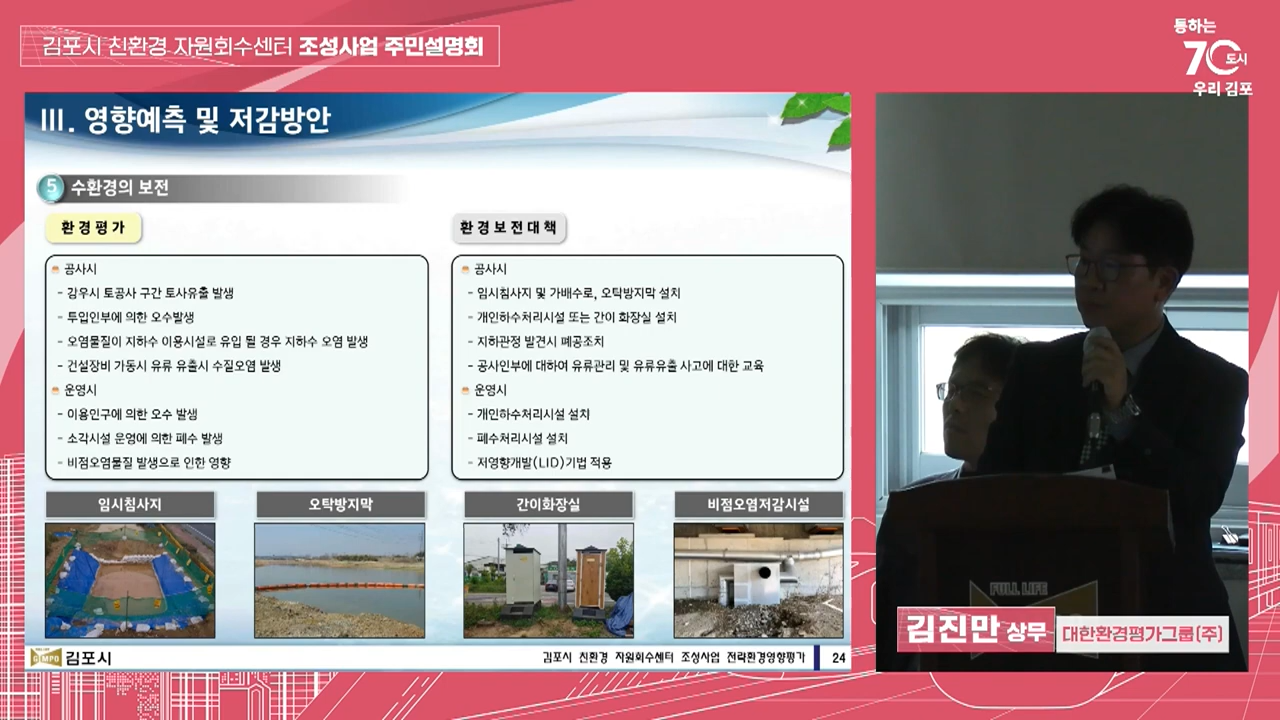 김포시 친환경 자원회수센터 조성사업 주민설명회
통하는
70도시
우리 김포
III. 영향예측 및 저감방안
5 수환경의 보전
환경평가
공사시
- 강우시 토공사 구간 토사유출 발생
- 투입인부에 의한 오수발생
- 오염물질이 지하수 이용시설로 유입 될 경우 지하수 오염 발생
- 건설장비 가동시 유류 유출시 수질오염 발생
운영시
- 이용인구에 의한 오수 발생
- 소각시설 운영에 의한 폐수 발생
- 비점오염물질 발생으로 인한 영향
환경보전대책
공사시
- 임시침사지 및 가배수로, 오탁방지막 설치
- 개인하수처리시설 또는 간이 화장실 설치
- 지하관정 발견시 폐공조치
- 공사인부에 대하여 유류관리 및 유류유출 사고에 대한 교육
운영시
- 개인하수처리시설 설치
- 폐수처리시설 설치
- 저영향개발(LID)기법 적용
임시침사지
오탁방지막
간이화장실
비점오염저감시설
GIMPO 김포시
김포시 친환경 자원회수센터 조성사업 전략환경영향평가 24
FULL LIFE
김진만 상무
대한환경평가그룹(주)